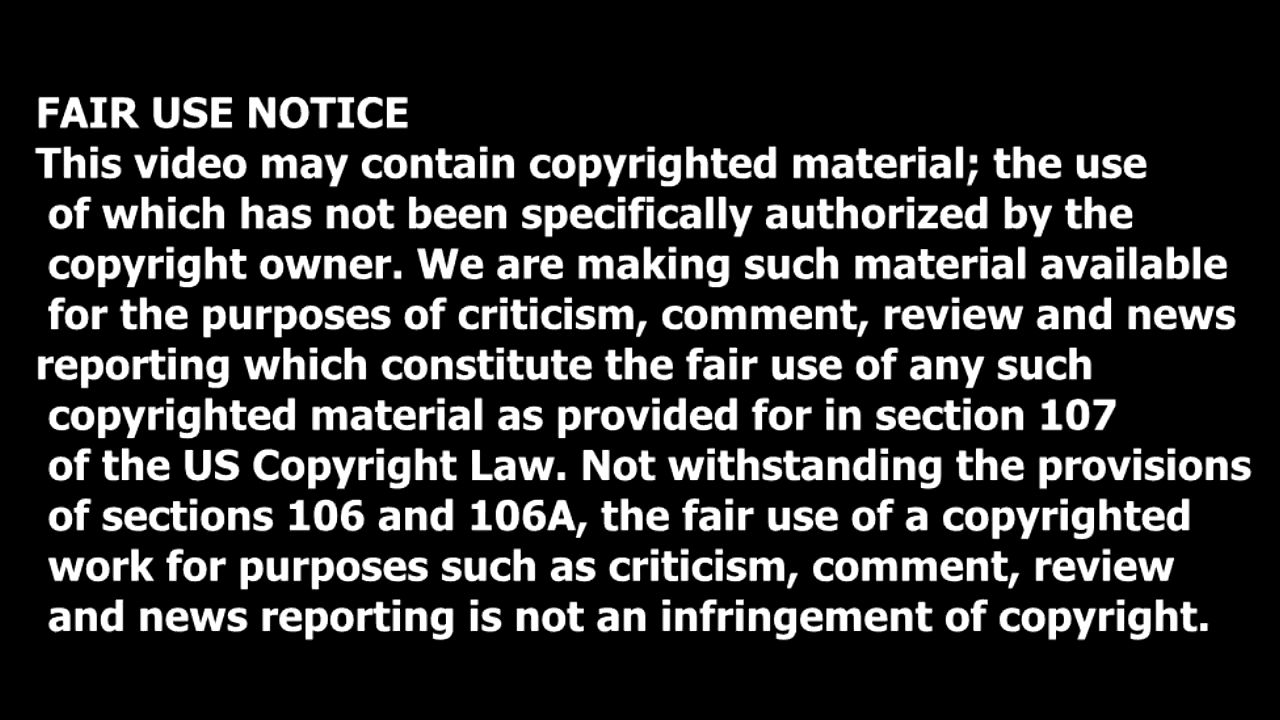 FAIR USE NOTICE
This video may contain copyrighted material; the use
of which has not been specifically authorized by the
copyright owner. We are making such material available
for the purposes of criticism, comment, review and news
reporting which constitute the fair use of any such
copyrighted material as provided for in section 107
of the US Copyright Law. Not withstanding the provisions
of sections 106 and 106A, the fair use of a copyrighted
work for purposes such as criticism, comment, review
and news reporting is not an infringement of copyright.